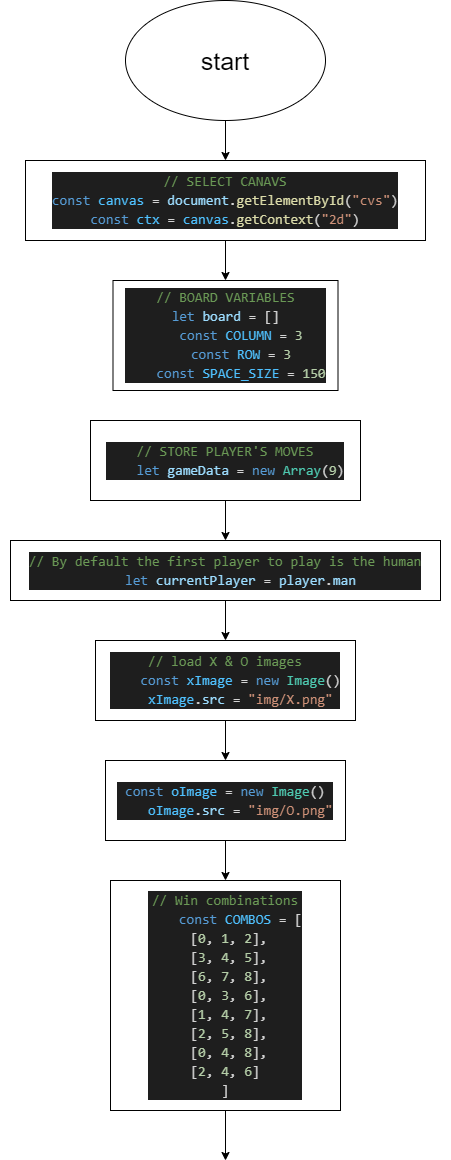 start
// SELECT CANAVS
const canvas = document.getElementById("cvs")
const ctx = canvas.getContext("2d")
// BOARD VARIABLES
let board = []
const COLUMN = 3
const ROW = 3
const SPACE_SIZE = 150
// STORE PLAYER'S MOVES
let gameData = new Array(9)
// By default the first player to play is the human
let currentPlayer = player.man
// load X & O images
const xImage = new Image()
xImage.src = "img/X.png"
const oImage = new Image()
oImage.src = "img/O.png"
// Win combinations
const COMBOS = [
[0, 1, 2],
[3, 4, 5],
[6, 7, 8],
[0, 3, 6],
[1, 4, 7],
[2, 5, 8],
[0, 4, 8],
[2, 4, 6]
]